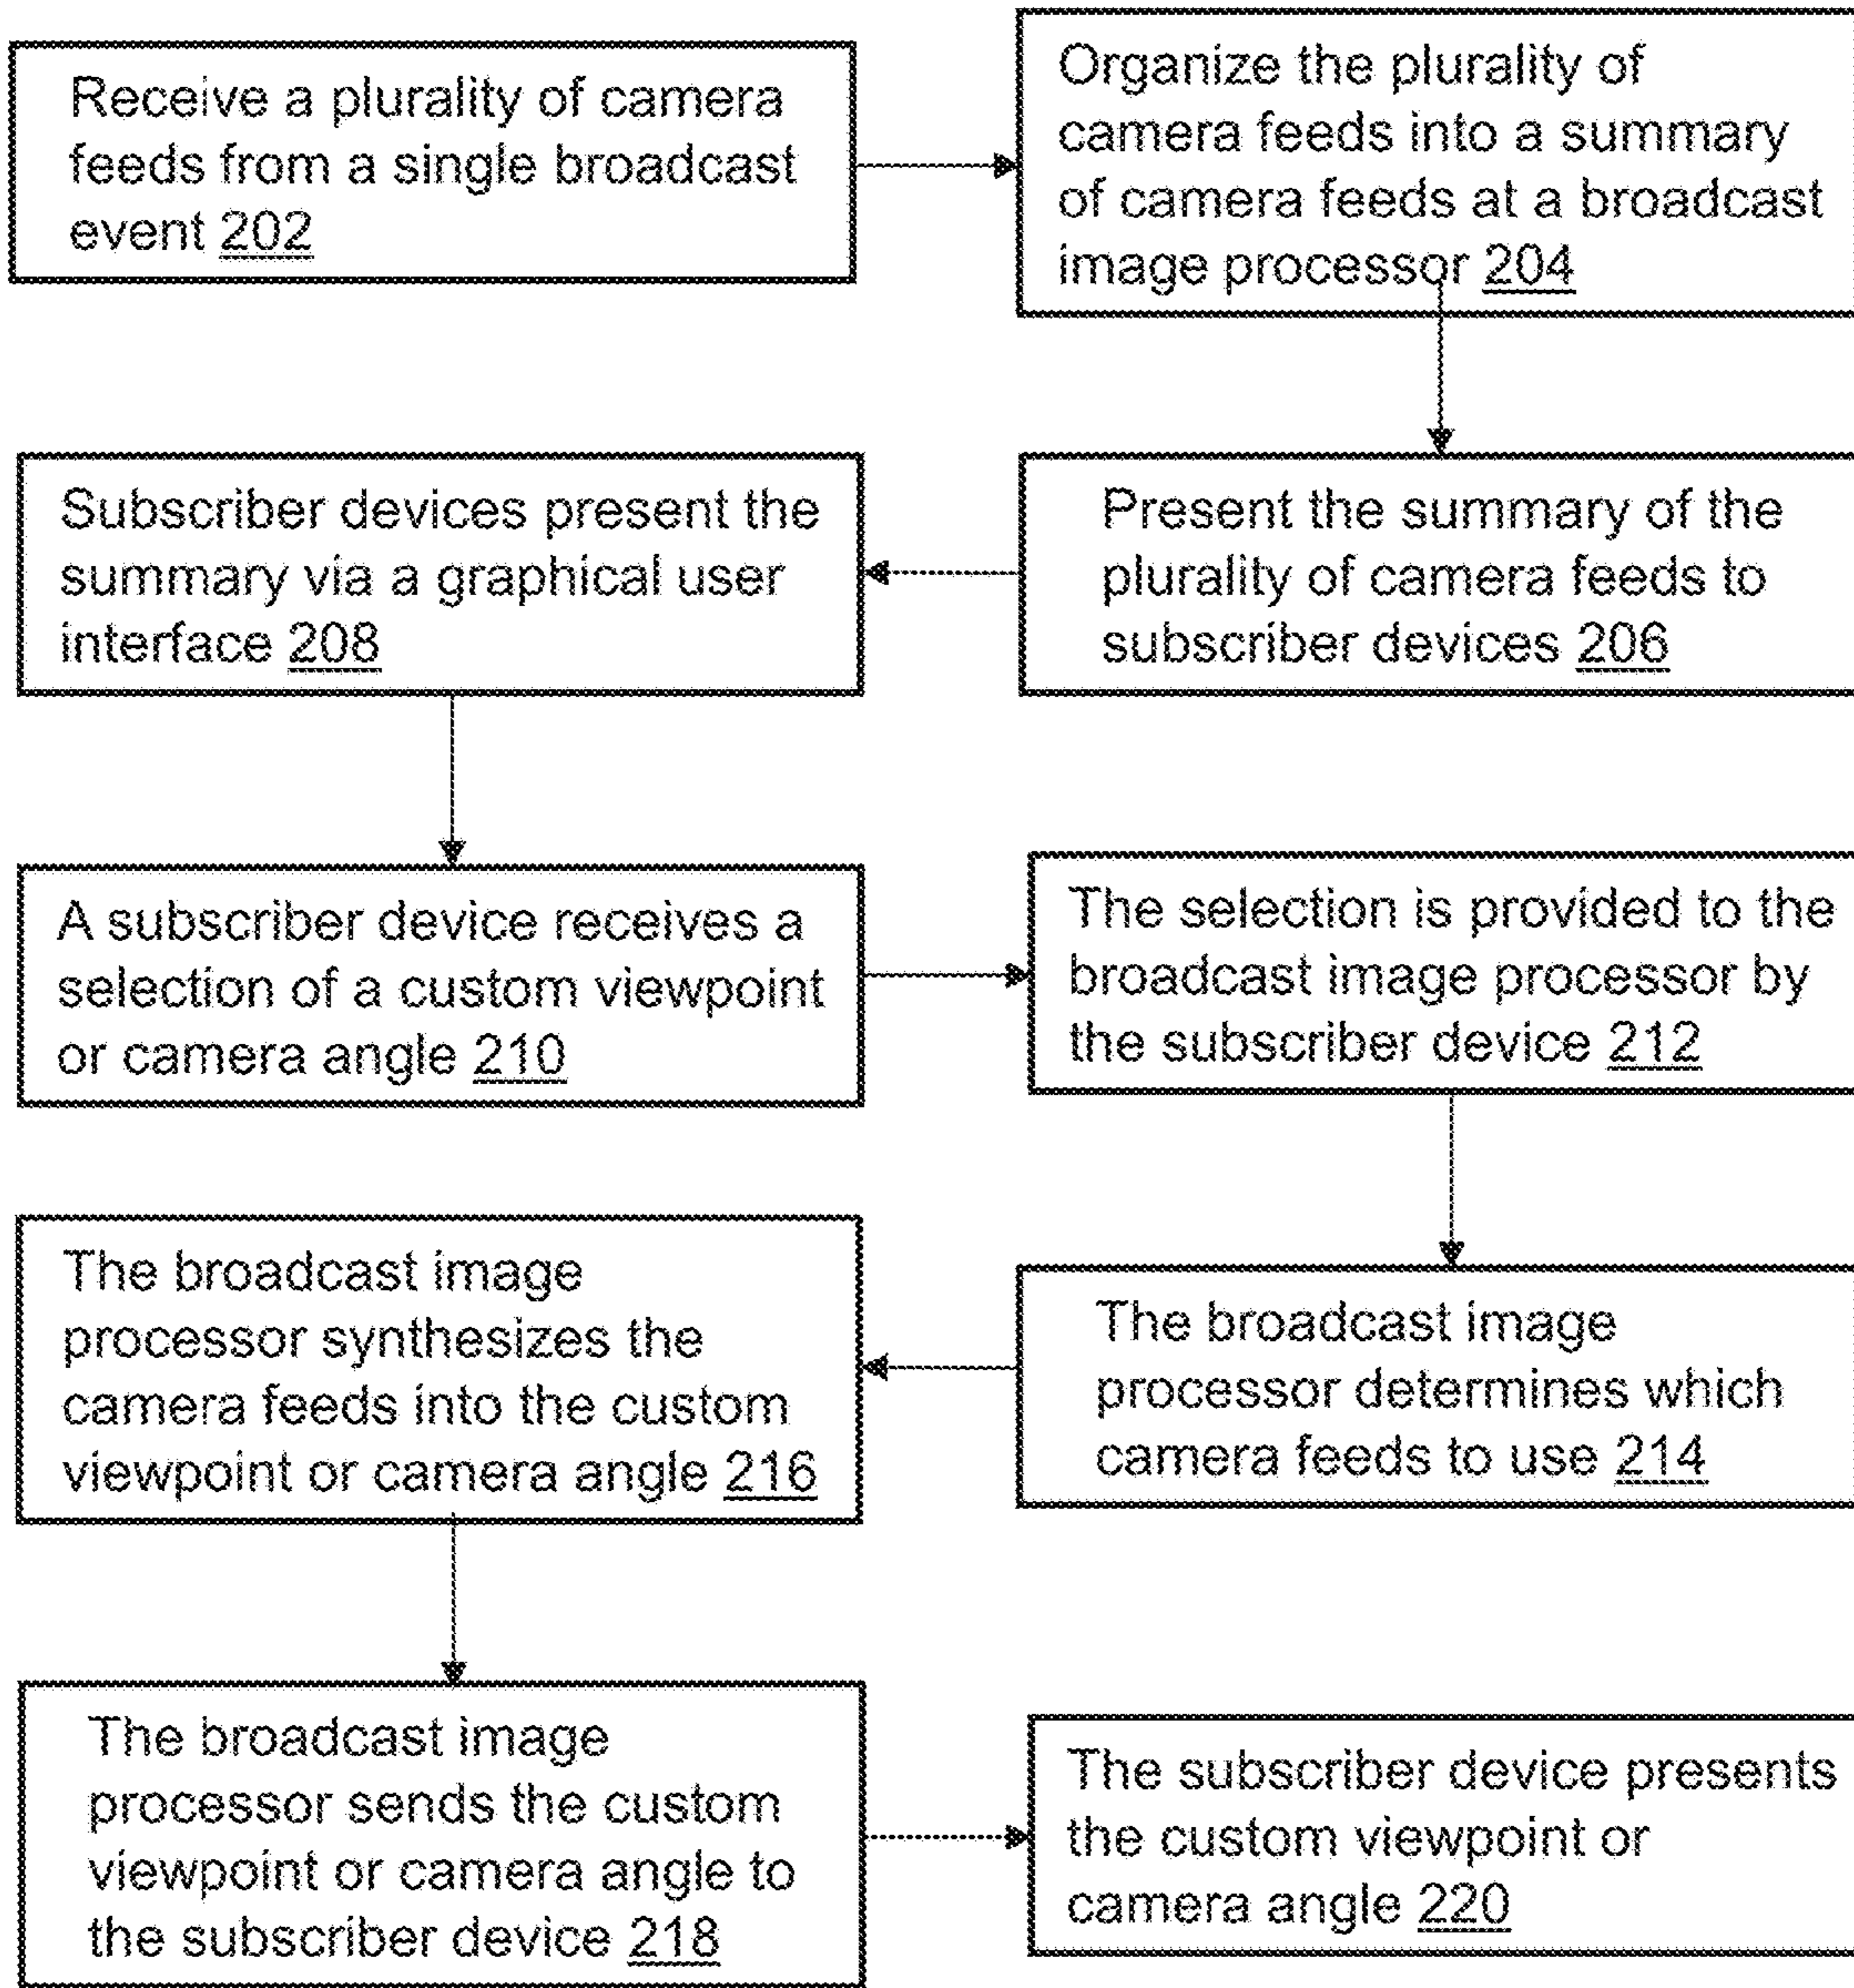 Receive a plurality of camera
feeds from a single broadcast
event 202
Organize the plurality of
camera feeds into a summary
of camera feeds at a broadcast
image processor 204
Present the summary of the
plurality of camera feeds to
subscriber devices 206
Subscriber devices present the
summary via a graphical user
interface 208
A subscriber device receives a
selection of a custom viewpoint
or camera angle 210
The selection is provided to the
broadcast image processor by
the subscriber device 212
The broadcast image
processor determines which
camera feeds to use 214
The broadcast image
processor synthesizes the
camera feeds into the custom
viewpoint or camera angle 216
The broadcast image
processor sends the custom
viewpoint or camera angle to
the subscriber device 218
The subscriber device presents
the custom viewpoint or
camera angle 220